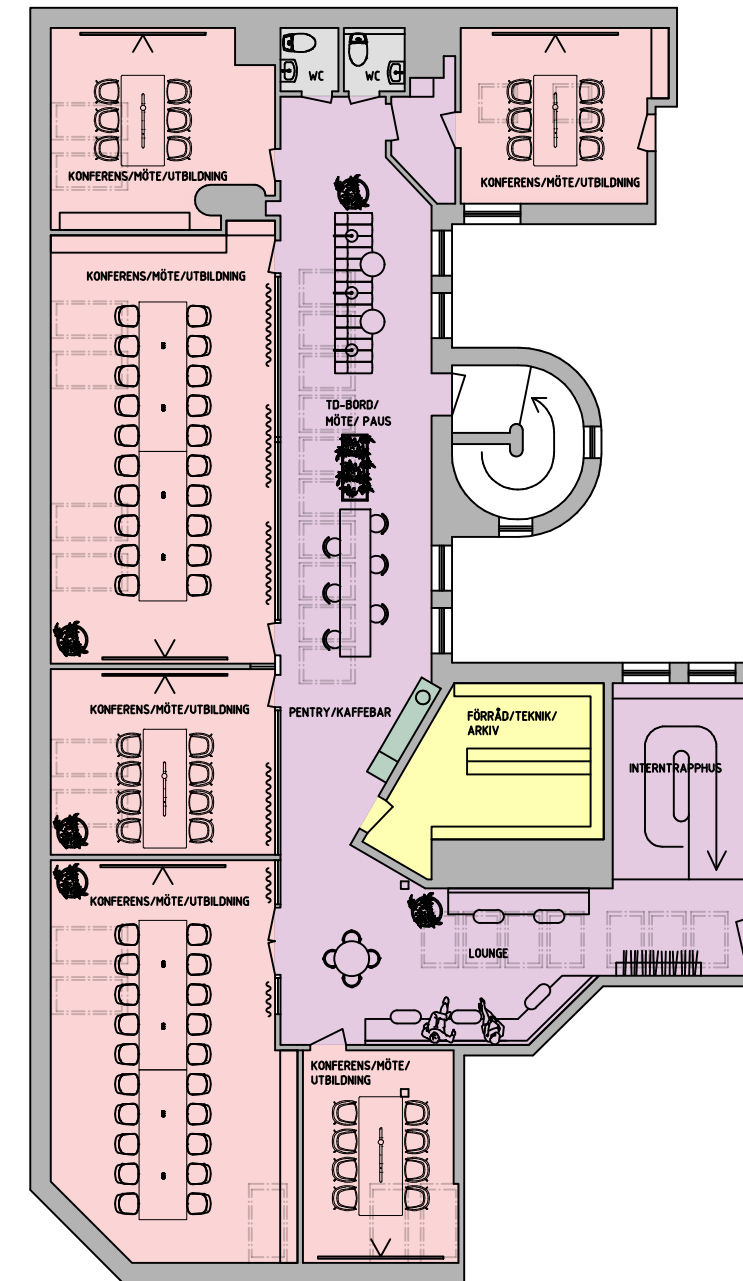 WC
WC
KONFERENS/MÖTE/UTBILDNING
KONFERENS/MÖTE/UTBILDNING
KONFERENS/MÖTE/UTBILDNING
TD-BORD/
MÖTE/ PAUS
KONFERENS/MÖTE/UTBILDNING
PENTRY/KAFFEBAR
FÖRRÅD/TEKNIK/
ARKIV
INTERNTRAPPHUS
KONFERENS/MÖTE/UTBILDNING
LOUNGE
KONFERENS/MÖTE/
UTBILDNING